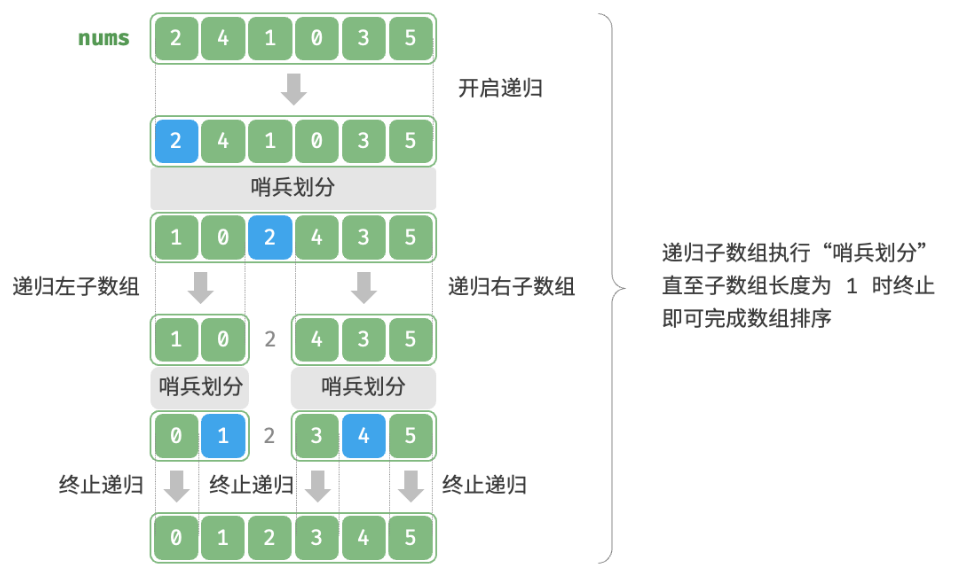 nums 2 4 1 0 3 5
开启递归
2 4 1 0 3 5
哨兵划分
1 0 2 4 3 5
递归左子数组 递归右子数组
1 0 2 4 3 5
哨兵划分 哨兵划分
0 1 2 3 4 5
终止递归 终止递归 终止递归
0 1 2 3 4 5
递归子数组执行“哨兵划分”
直至子数组长度为 1 时终止
即可完成数组排序